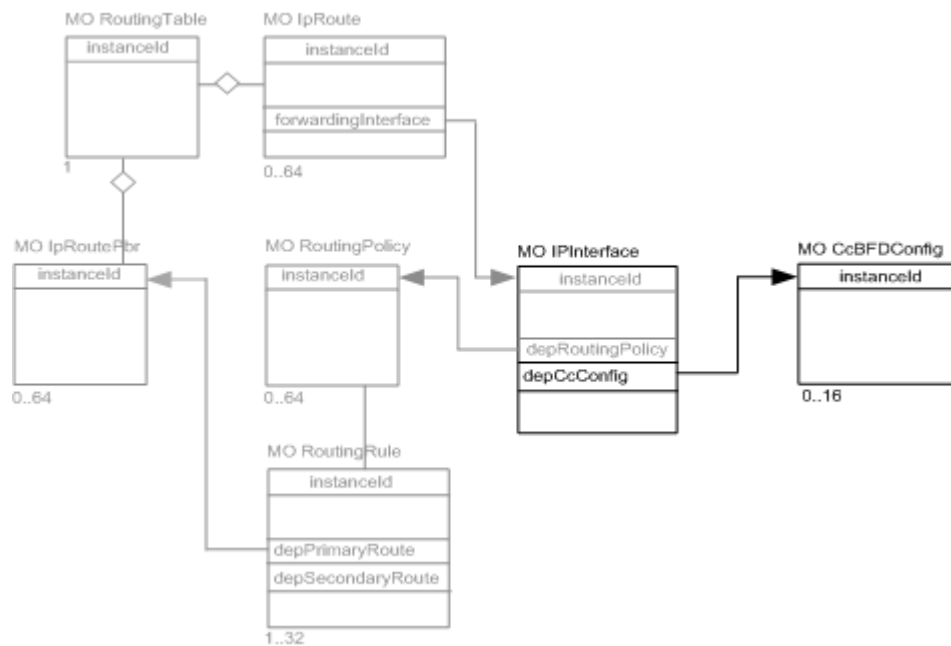 MO RoutingTable
instanceId
1
MO IpRoute
instanceId
forwardingInterface
0..64
MO IpRoutePbr
instanceId
0..64
MO RoutingPolicy
instanceId
0..64
MO IPInterface
instanceId
depRoutingPolicy
depCcConfig
MO CcBFDConfig
instanceId
0..16
MO RoutingRule
instanceId
depPrimaryRoute
depSecondaryRoute
1..32